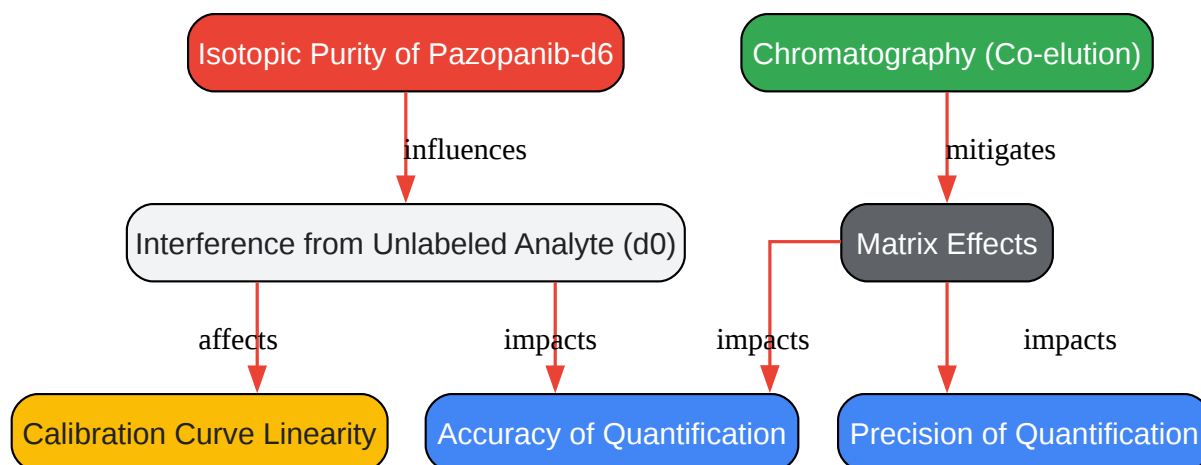 Isotopic Purity of Pazopanib-d6
Chromatography (Co-elution)
influences
mitigates
Interference from Unlabeled Analyte (d0)
Matrix Effects
affects
impacts
impacts
impacts
Calibration Curve Linearity
Accuracy of Quantification
Precision of Quantification